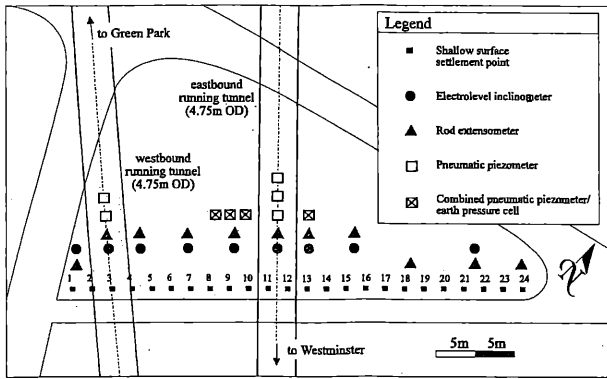 to Green Park
eastbound
running tunnel
(4.75m OD)
westbound
running tunnel
(4.75m OD)
Legend
Shallow surface
settlement point
Electrolevel inclinometer
Rod extensometer
Pneumatic piezometer
Combined pneumatic piezometer/
earth pressure cell
1 2 3 4 5 6 7 8 9 10 11 12 13 14 15 16 17 18 19 20 21 22 23 24
N
to Westminster
5m 5m